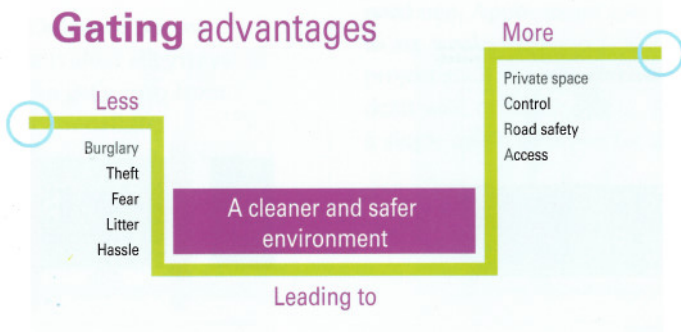 Gating advantages
Less
Burglary
Theft
Fear
Litter
Hassle
A cleaner and safer
environment
Leading to
More
Private space
Control
Road safety
Access